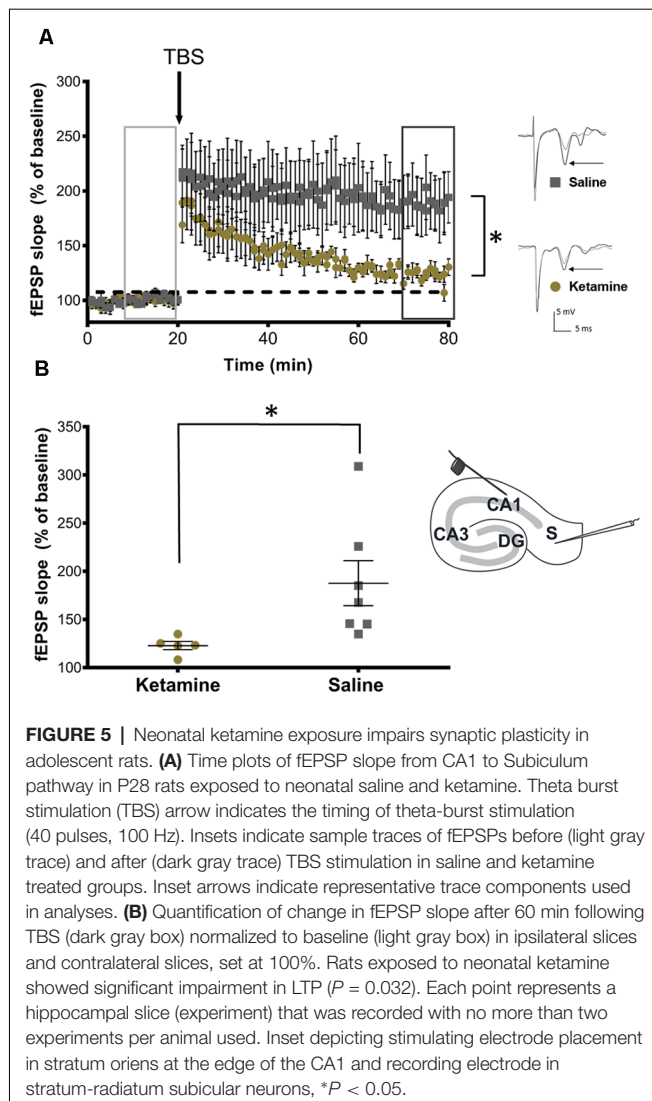 A
TBS
300
250
200
150
100
fEPSP slope (% of baseline)
0 20 40 60 80
Time (min)
*
Saline
Ketamine
5 mV
5 ms
B
*
350
300
250
200
150
100
fEPSP slope (% of baseline)
Ketamine Saline
CA1
CA3 DG S
FIGURE 5 | Neonatal ketamine exposure impairs synaptic plasticity in
adolescent rats. (A) Time plots of fEPSP slope from CA1 to Subiculum
pathway in P28 rats exposed to neonatal saline and ketamine. Theta burst
stimulation (TBS) arrow indicates the timing of theta-burst stimulation
(40 pulses, 100 Hz). Insets indicate sample traces of fEPSPs before (light gray
trace) and after (dark gray trace) TBS stimulation in saline and ketamine
treated groups. Inset arrows indicate representative trace components used
in analyses. (B) Quantification of change in fEPSP slope after 60 min following
TBS (dark gray box) normalized to baseline (light gray box) in ipsilateral slices
and contralateral slices, set at 100%. Rats exposed to neonatal ketamine
showed significant impairment in LTP (P = 0.032). Each point represents a
hippocampal slice (experiment) that was recorded with no more than two
experiments per animal used. Inset depicting stimulating electrode placement
in stratum oriens at the edge of the CA1 and recording electrode in
stratum-radiatum subicular neurons, *P < 0.05.